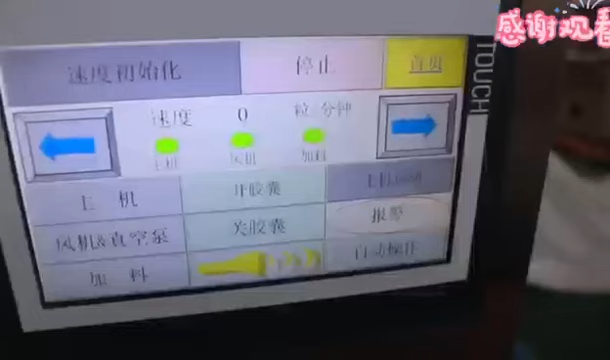 感谢观看
TOUCH
速度初始化
停止
首页
速度 0 粒/分钟
主机 风机 加料
主 机
开胶囊
风机&真空泵
关胶囊
报警
加 料
自动操作